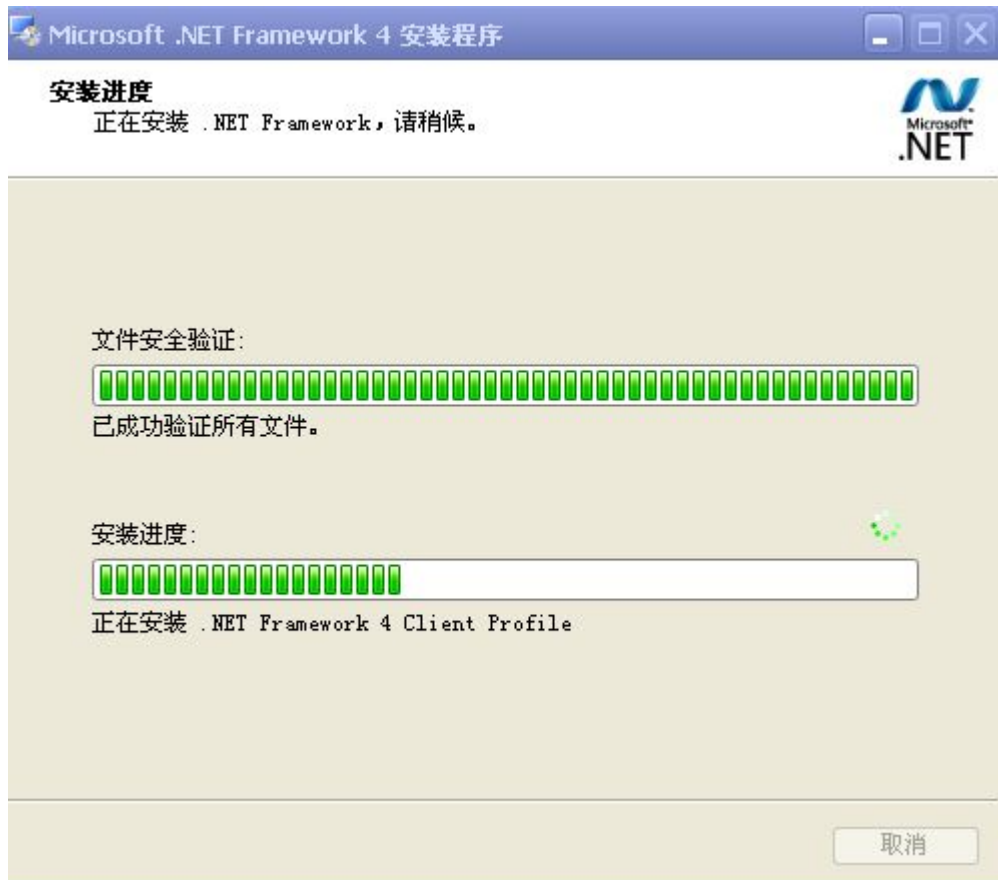 Microsoft .NET Framework 4 安装程序
安装进度
正在安装 .NET Framework，请稍候。
Microsoft
.NET
文件安全验证:
已成功验证所有文件。
安装进度:
正在安装 .NET Framework 4 Client Profile
取消